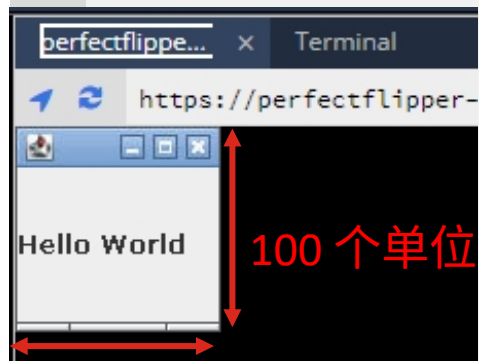 perfectflippe... × Terminal
https://perfectflipper-
Hello World
100 个单位